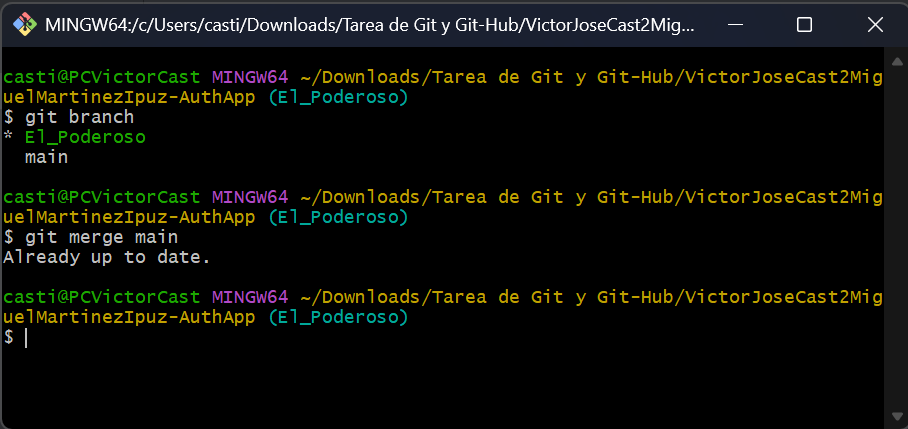 MINGW64:/c/Users/casti/Downloads/Tarea de Git y Git-Hub/VictorJoseCast2Mig...
casti@PCVictorCast MINGW64 ~/Downloads/Tarea de Git y Git-Hub/VictorJoseCast2Mig
uelMartinezIpuz-AuthApp (El_Poderoso)
$ git branch
* El_Poderoso
  main
casti@PCVictorCast MINGW64 ~/Downloads/Tarea de Git y Git-Hub/VictorJoseCast2Mig
uelMartinezIpuz-AuthApp (El_Poderoso)
$ git merge main
Already up to date.
casti@PCVictorCast MINGW64 ~/Downloads/Tarea de Git y Git-Hub/VictorJoseCast2Mig
uelMartinezIpuz-AuthApp (El_Poderoso)
$